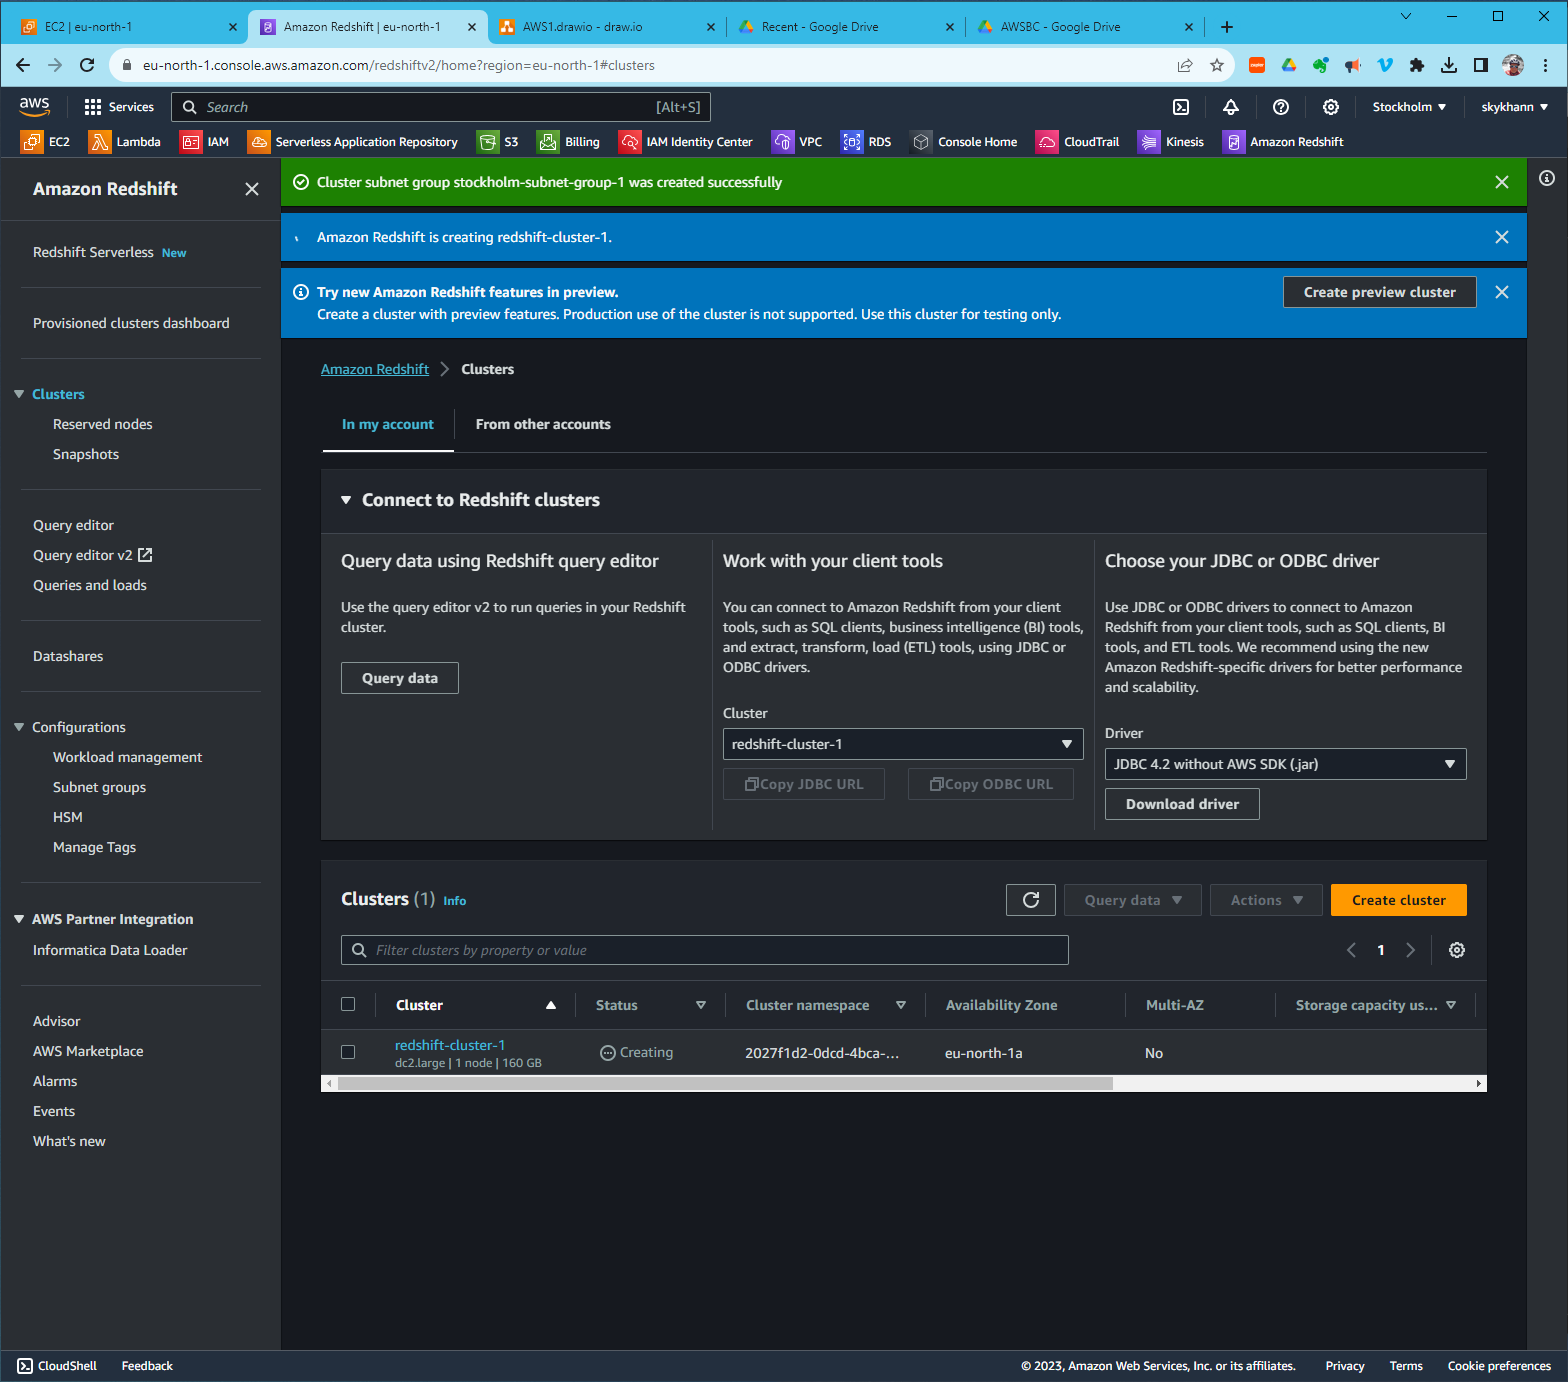 EC2 | eu-north-1
Amazon Redshift | eu-north-1
AWS1.drawio - draw.io
Recent - Google Drive
AWSBC - Google Drive
eu-north-1.console.aws.amazon.com/redshiftv2/home?region=eu-north-1#clusters
aws
Services
Search
[Alt+S]
Stockholm
skykhann
EC2
Lambda
IAM
Serverless Application Repository
S3
Billing
IAM Identity Center
VPC
RDS
Console Home
CloudTrail
Kinesis
Amazon Redshift
Amazon Redshift
Redshift Serverless New
Provisioned clusters dashboard
Clusters
Reserved nodes
Snapshots
Query editor
Query editor v2
Queries and loads
Datashares
Configurations
Workload management
Subnet groups
HSM
Manage Tags
AWS Partner Integration
Informatica Data Loader
Advisor
AWS Marketplace
Alarms
Events
What's new
Cluster subnet group stockholm-subnet-group-1 was created successfully
Amazon Redshift is creating redshift-cluster-1.
Try new Amazon Redshift features in preview.
Create a cluster with preview features. Production use of the cluster is not supported. Use this cluster for testing only.
Create preview cluster
Amazon Redshift
Clusters
In my account
From other accounts
Connect to Redshift clusters
Query data using Redshift query editor
Use the query editor v2 to run queries in your Redshift
cluster.
Query data
Work with your client tools
You can connect to Amazon Redshift from your client
tools, such as SQL clients, business intelligence (BI) tools,
and extract, transform, load (ETL) tools, using JDBC or
ODBC drivers.
Cluster
redshift-cluster-1
Copy JDBC URL
Copy ODBC URL
Choose your JDBC or ODBC driver
Use JDBC or ODBC drivers to connect to Amazon
Redshift from your client tools, such as SQL clients, BI
tools, and ETL tools. We recommend using the new
Amazon Redshift-specific drivers for better performance
and scalability.
Driver
JDBC 4.2 without AWS SDK (.jar)
Download driver
Clusters (1) Info
Query data
Actions
Create cluster
Filter clusters by property or value
1
Cluster
Status
Cluster namespace
Availability Zone
Multi-AZ
Storage capacity us...
redshift-cluster-1
dc2.large | 1 node | 160 GB
Creating
2027f1d2-0dcd-4bca-...
eu-north-1a
No
CloudShell
Feedback
© 2023, Amazon Web Services, Inc. or its affiliates.
Privacy
Terms
Cookie preferences